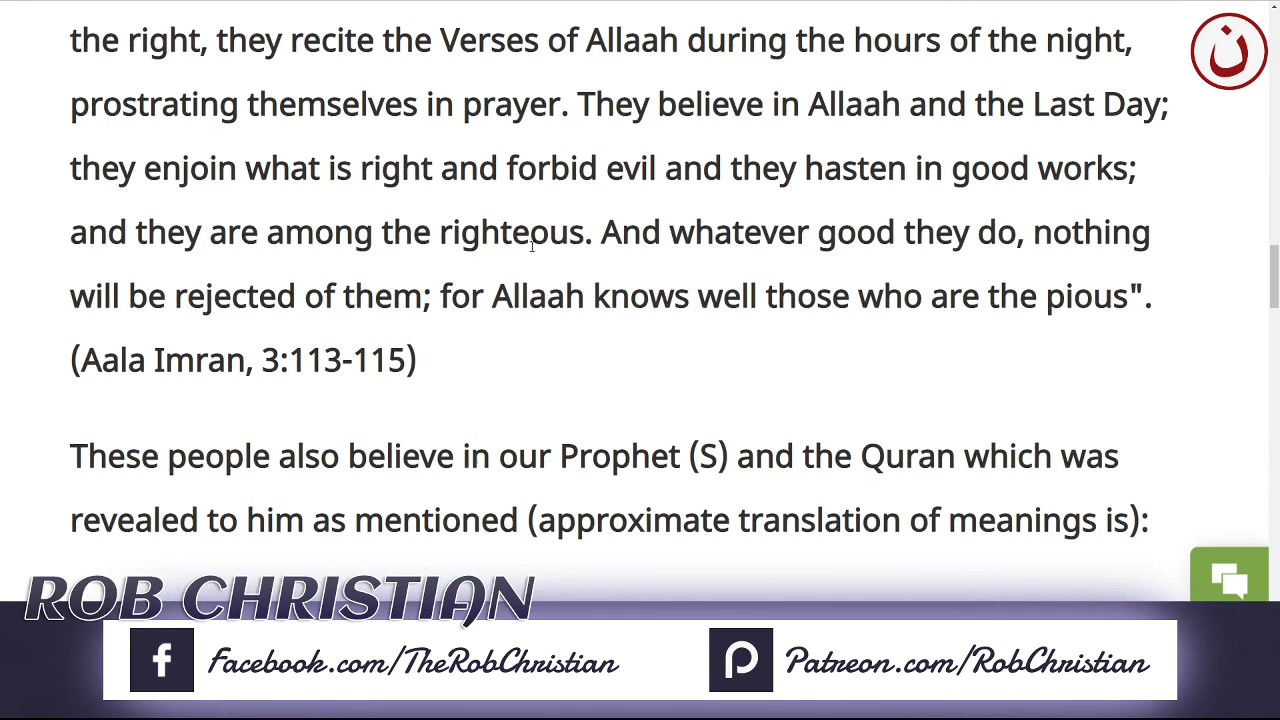 the right, they recite the Verses of Allaah during the hours of the night,
ن
prostrating themselves in prayer. They believe in Allaah and the Last Day;
they enjoin what is right and forbid evil and they hasten in good works;
and they are among the righteous. And whatever good they do, nothing
will be rejected of them; for Allaah knows well those who are the pious".
(Aala Imran, 3:113-115)
These people also believe in our Prophet (S) and the Quran which was
revealed to him as mentioned (approximate translation of meanings is):
ROB CHRISTIAN
f Facebook.com/TheRobChristian
Patreon.com/RobChristian